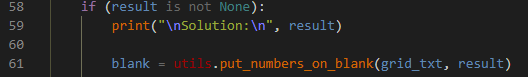 58 if (result is not None):
59 print("\nSolution:\n", result)
60
61 blank = utils.put_numbers_on_blank(grid_txt, result)